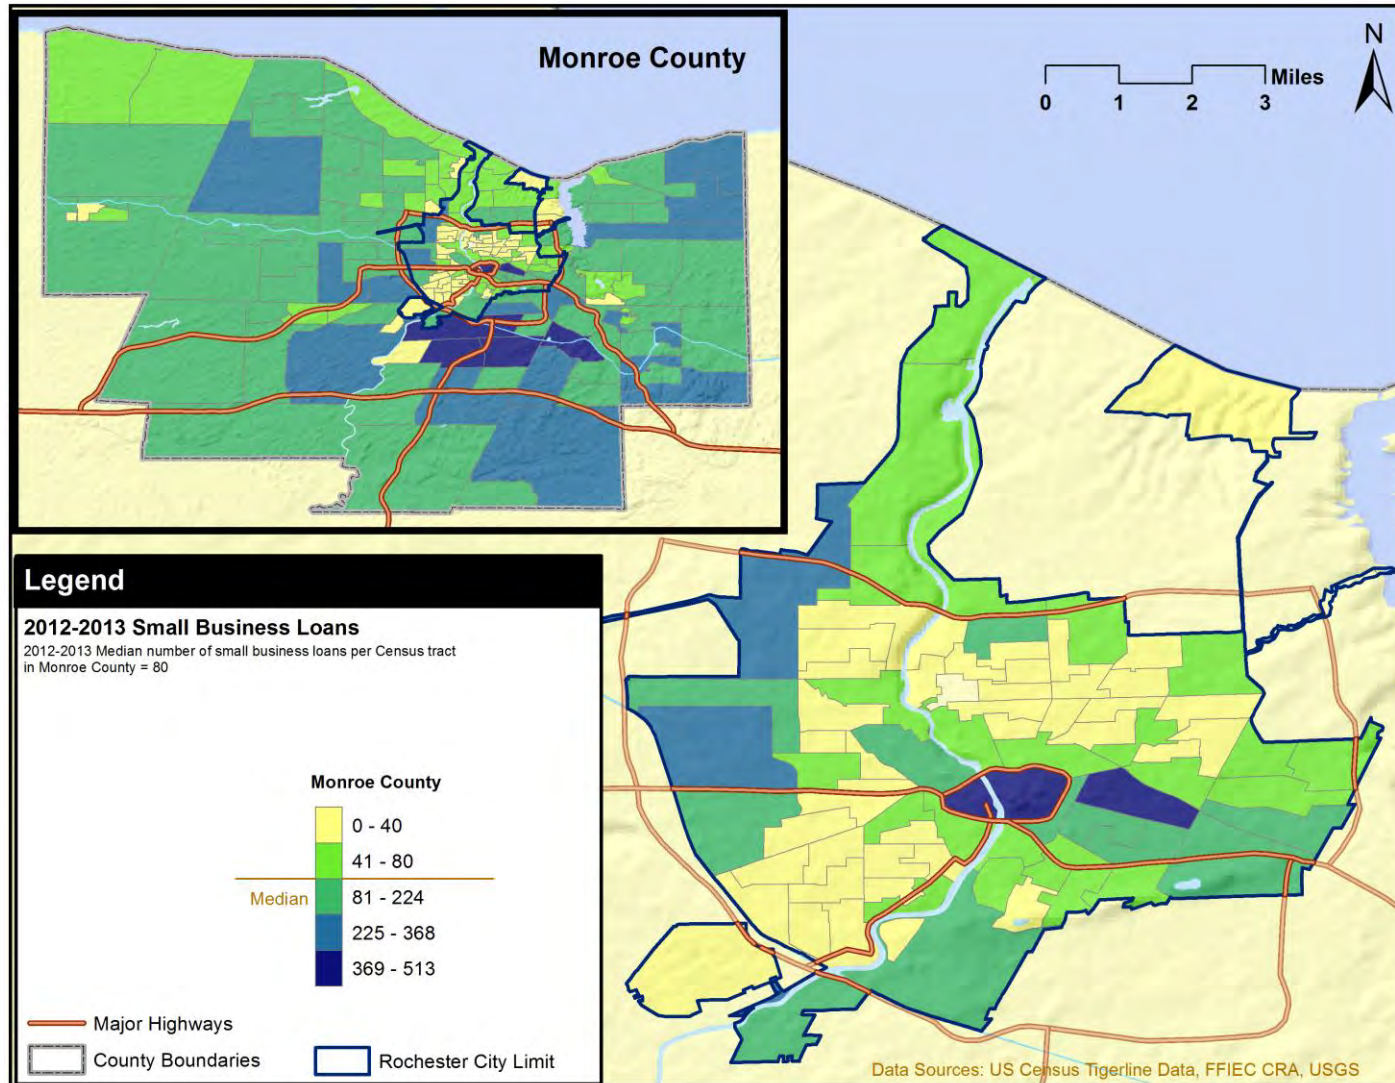 Monroe County
N
Miles
0 1 2 3
Legend
2012-2013 Small Business Loans
2012-2013 Median number of small business loans per Census tract
in Monroe County = 80
Monroe County
0 - 40
41 - 80
Median
81 - 224
225 - 368
369 - 513
Major Highways
County Boundaries
Rochester City Limit
Data Sources: US Census Tigerline Data, FFIEC CRA, USGS